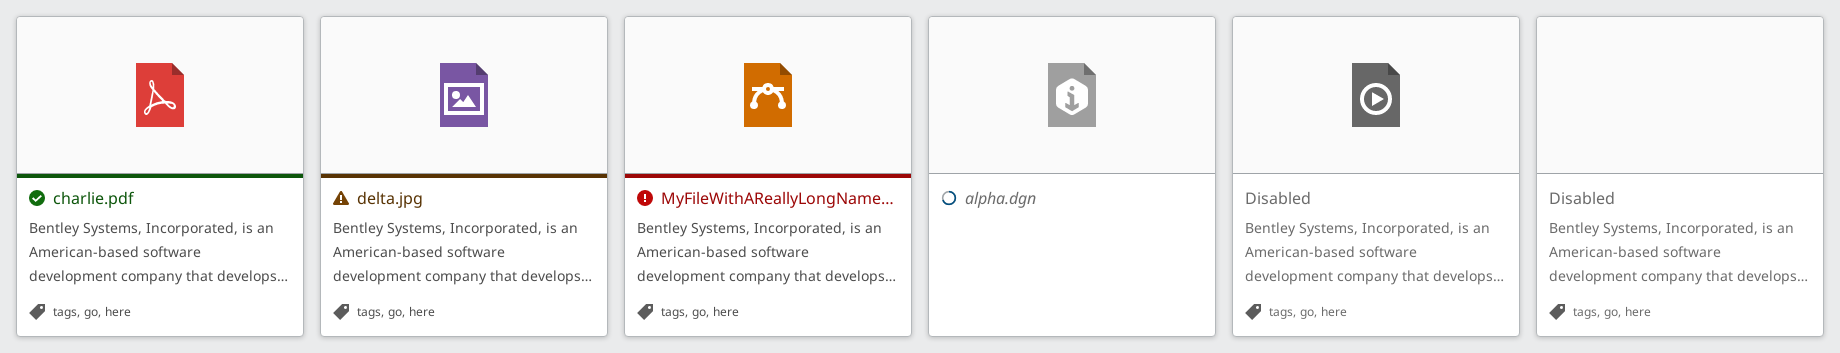 charlie.pdf
Bentley Systems, Incorporated, is an
American-based software
development company that develops...
tags, go, here
delta.jpg
Bentley Systems, Incorporated, is an
American-based software
development company that develops...
tags, go, here
MyFileWithAReallyLongName...
Bentley Systems, Incorporated, is an
American-based software
development company that develops...
tags, go, here
alpha.dgn
Disabled
Bentley Systems, Incorporated, is an
American-based software
development company that develops...
tags, go, here
Disabled
Bentley Systems, Incorporated, is an
American-based software
development company that develops...
tags, go, here